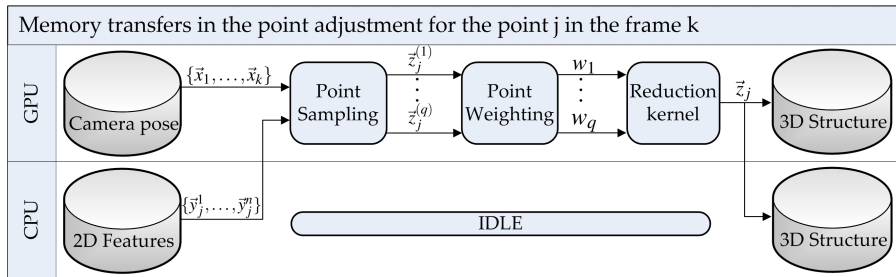 Memory transfers in the point adjustment for the point j in the frame k
GPU
Camera pose
{x⃗₁,…,x⃗ₖ}
Point
Sampling
z⃗ⱼ⁽¹⁾
⋮
z⃗ⱼ⁽q⁾
Point
Weighting
w₁
⋮
w_q
Reduction
kernel
z⃗ⱼ
3D Structure
CPU
2D Features
{y⃗ⱼ¹,…,y⃗ⱼⁿ}
IDLE
3D Structure